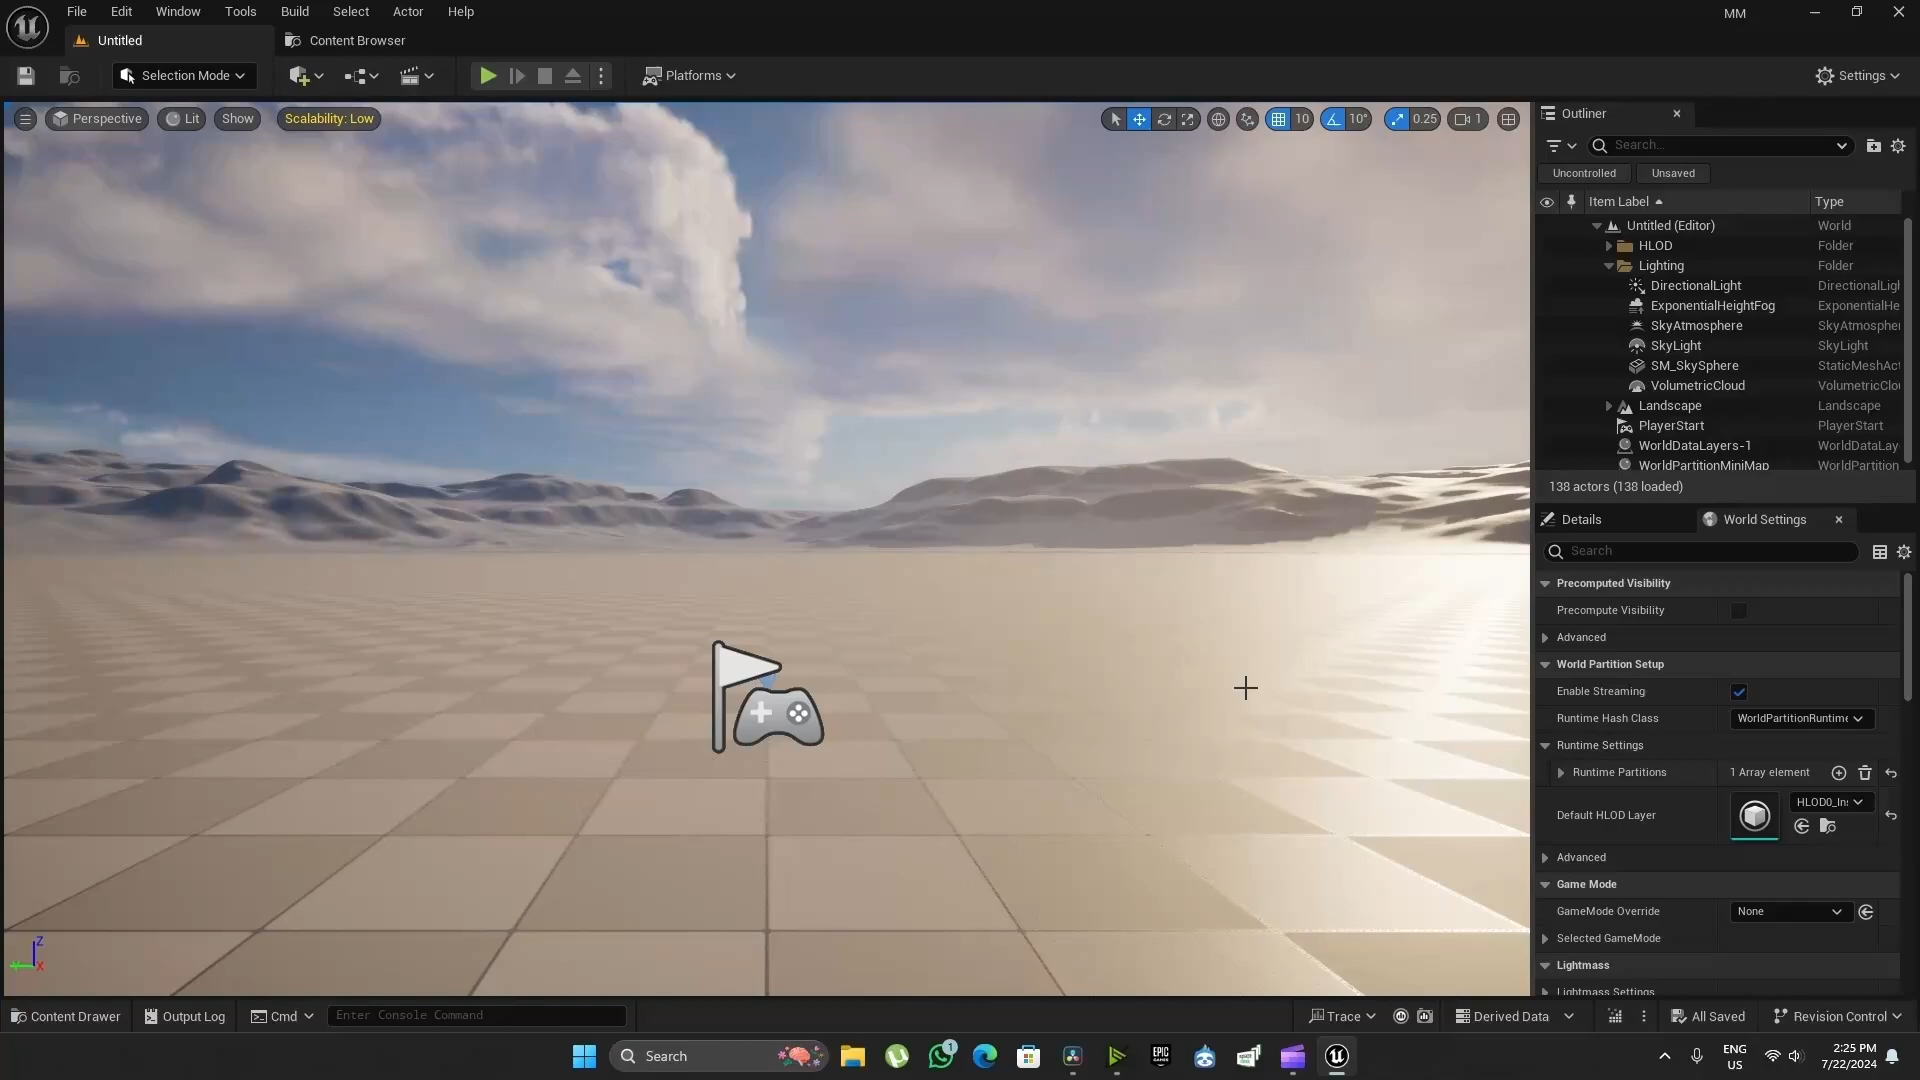 File Edit Window Tools Build Select Actor Help
MM
Untitled
Content Browser
Selection Mode
Platforms
Settings
Perspective
Lit
Show
Scalability: Low
10
10°
0.25
1
Outliner
Search...
Uncontrolled
Unsaved
Item Label
Type
Untitled (Editor) World
HLOD Folder
Lighting Folder
DirectionalLight DirectionalLigh
ExponentialHeightFog ExponentialHe
SkyAtmosphere SkyAtmospher
SkyLight SkyLight
SM_SkySphere StaticMeshAct
VolumetricCloud VolumetricClou
Landscape Landscape
PlayerStart PlayerStart
WorldDataLayers-1 WorldDataLay
WorldPartitionMiniMap WorldPartition
138 actors (138 loaded)
Details
World Settings
Search
Precomputed Visibility
Precompute Visibility
Advanced
World Partition Setup
Enable Streaming
Runtime Hash Class WorldPartitionRuntime
Runtime Settings
Runtime Partitions 1 Array element
Default HLOD Layer HLOD0_Ins
Advanced
Game Mode
GameMode Override None
Selected GameMode
Lightmass
Lightmass Settings
Z
X
Content Drawer
Output Log
Cmd
Enter Console Command
Trace
Derived Data
All Saved
Revision Control
Search
1
EPIC
GAMES
ENG
US
2:25 PM
7/22/2024